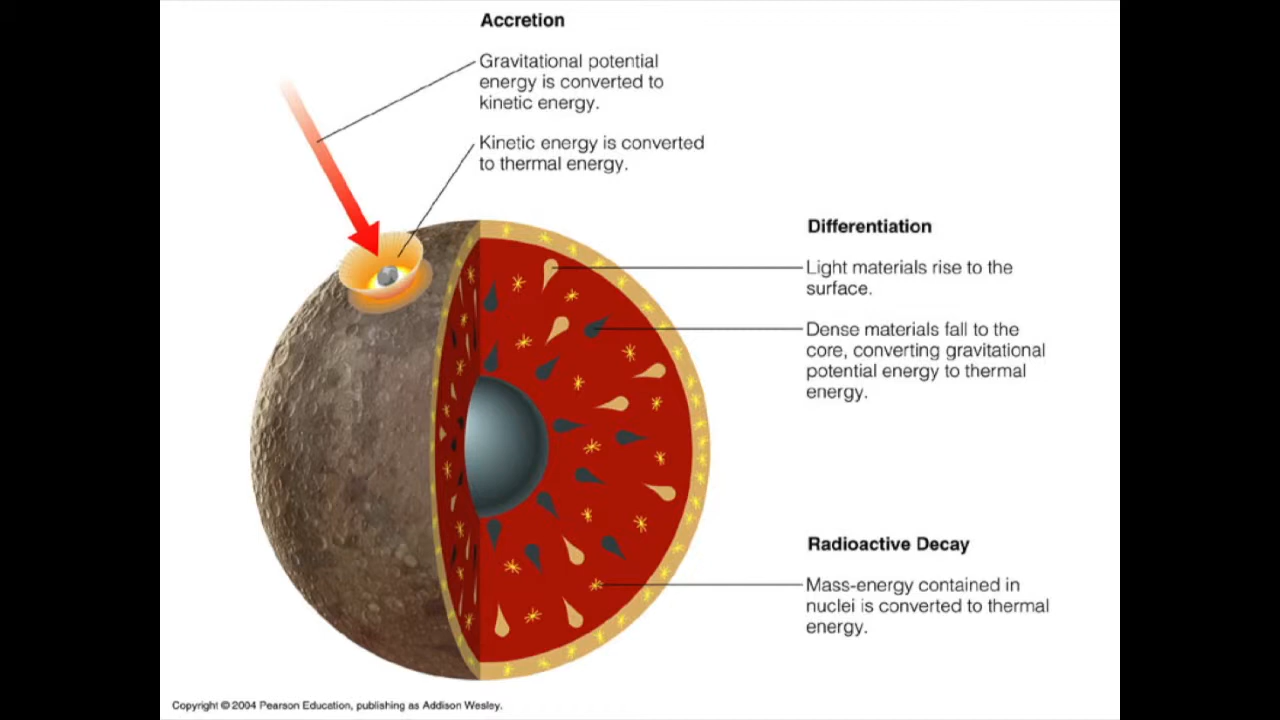 Accretion
Gravitational potential
energy is converted to
kinetic energy.
Kinetic energy is converted
to thermal energy.
Differentiation
Light materials rise to the
surface.
Dense materials fall to the
core, converting gravitational
potential energy to thermal
energy.
Radioactive Decay
Mass-energy contained in
nuclei is converted to thermal
energy.
Copyright © 2004 Pearson Education, publishing as Addison Wesley.